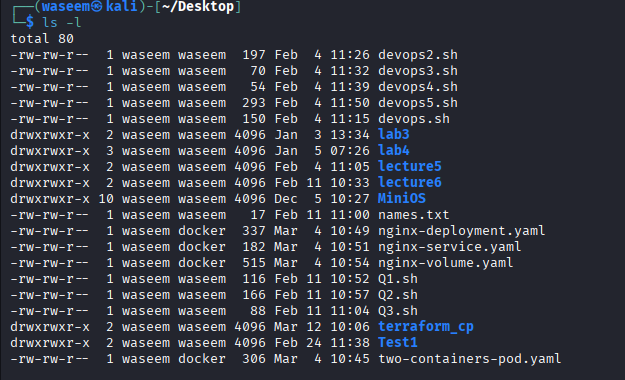 ┌──(waseem㉿kali)-[~/Desktop]
└─$ ls -l
total 80
-rw-rw-r--  1 waseem waseem  197 Feb  4 11:26 devops2.sh
-rw-rw-r--  1 waseem waseem   70 Feb  4 11:32 devops3.sh
-rw-rw-r--  1 waseem waseem   54 Feb  4 11:39 devops4.sh
-rw-rw-r--  1 waseem waseem  293 Feb  4 11:50 devops5.sh
-rw-rw-r--  1 waseem waseem  150 Feb  4 11:15 devops.sh
drwxrwxr-x  2 waseem waseem 4096 Jan  3 13:34 lab3
drwxrwxr-x  3 waseem waseem 4096 Jan  5 07:26 lab4
drwxrwxr-x  2 waseem waseem 4096 Feb  4 11:05 lecture5
drwxrwxr-x  2 waseem waseem 4096 Feb 11 10:33 lecture6
drwxrwxr-x 10 waseem waseem 4096 Dec  5 10:27 MiniOS
-rw-rw-r--  1 waseem waseem   17 Feb 11 11:00 names.txt
-rw-rw-r--  1 waseem docker  337 Mar  4 10:49 nginx-deployment.yaml
-rw-rw-r--  1 waseem docker  182 Mar  4 10:51 nginx-service.yaml
-rw-rw-r--  1 waseem docker  515 Mar  4 10:54 nginx-volume.yaml
-rw-rw-r--  1 waseem waseem  116 Feb 11 10:52 Q1.sh
-rw-rw-r--  1 waseem waseem  166 Feb 11 10:57 Q2.sh
-rw-rw-r--  1 waseem waseem   88 Feb 11 11:04 Q3.sh
drwxrwxr-x  2 waseem waseem 4096 Mar 12 10:06 terraform_cp
drwxrwxr-x  2 waseem waseem 4096 Feb 24 11:38 Test1
-rw-rw-r--  1 waseem docker  306 Mar  4 10:45 two-containers-pod.yaml